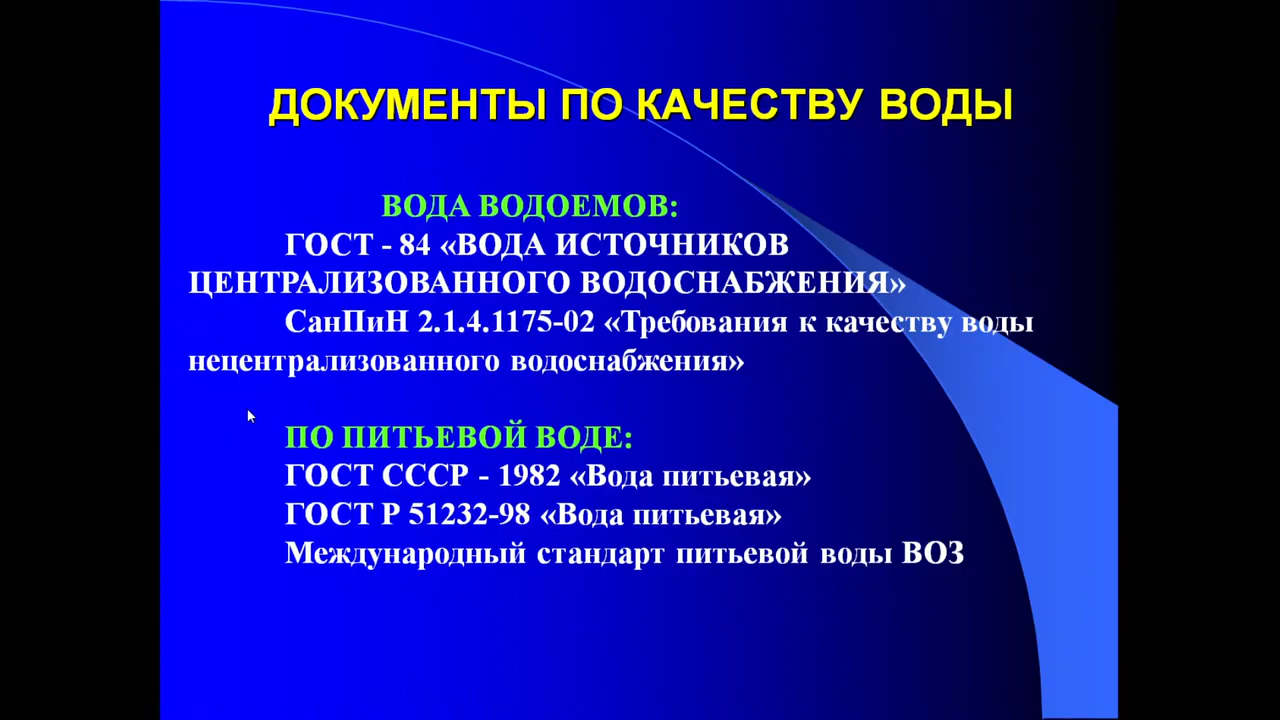 ДОКУМЕНТЫ ПО КАЧЕСТВУ ВОДЫ
ВОДА ВОДОЕМОВ:
ГОСТ - 84 «ВОДА ИСТОЧНИКОВ
ЦЕНТРАЛИЗОВАННОГО ВОДОСНАБЖЕНИЯ»
СанПиН 2.1.4.1175-02 «Требования к качеству воды
нецентрализованного водоснабжения»
ПО ПИТЬЕВОЙ ВОДЕ:
ГОСТ СССР - 1982 «Вода питьевая»
ГОСТ Р 51232-98 «Вода питьевая»
Международный стандарт питьевой воды ВОЗ